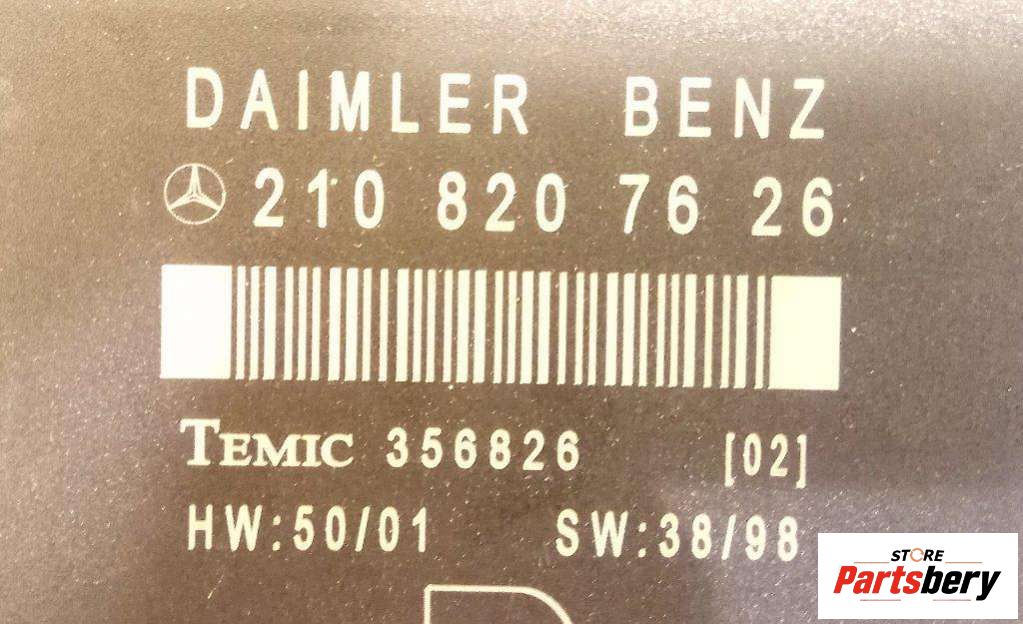 DAIMLER BENZ
210 820 76 26
TEMIC 356826 [02]
HW:50/01 SW:38/98
STORE
Partsbery